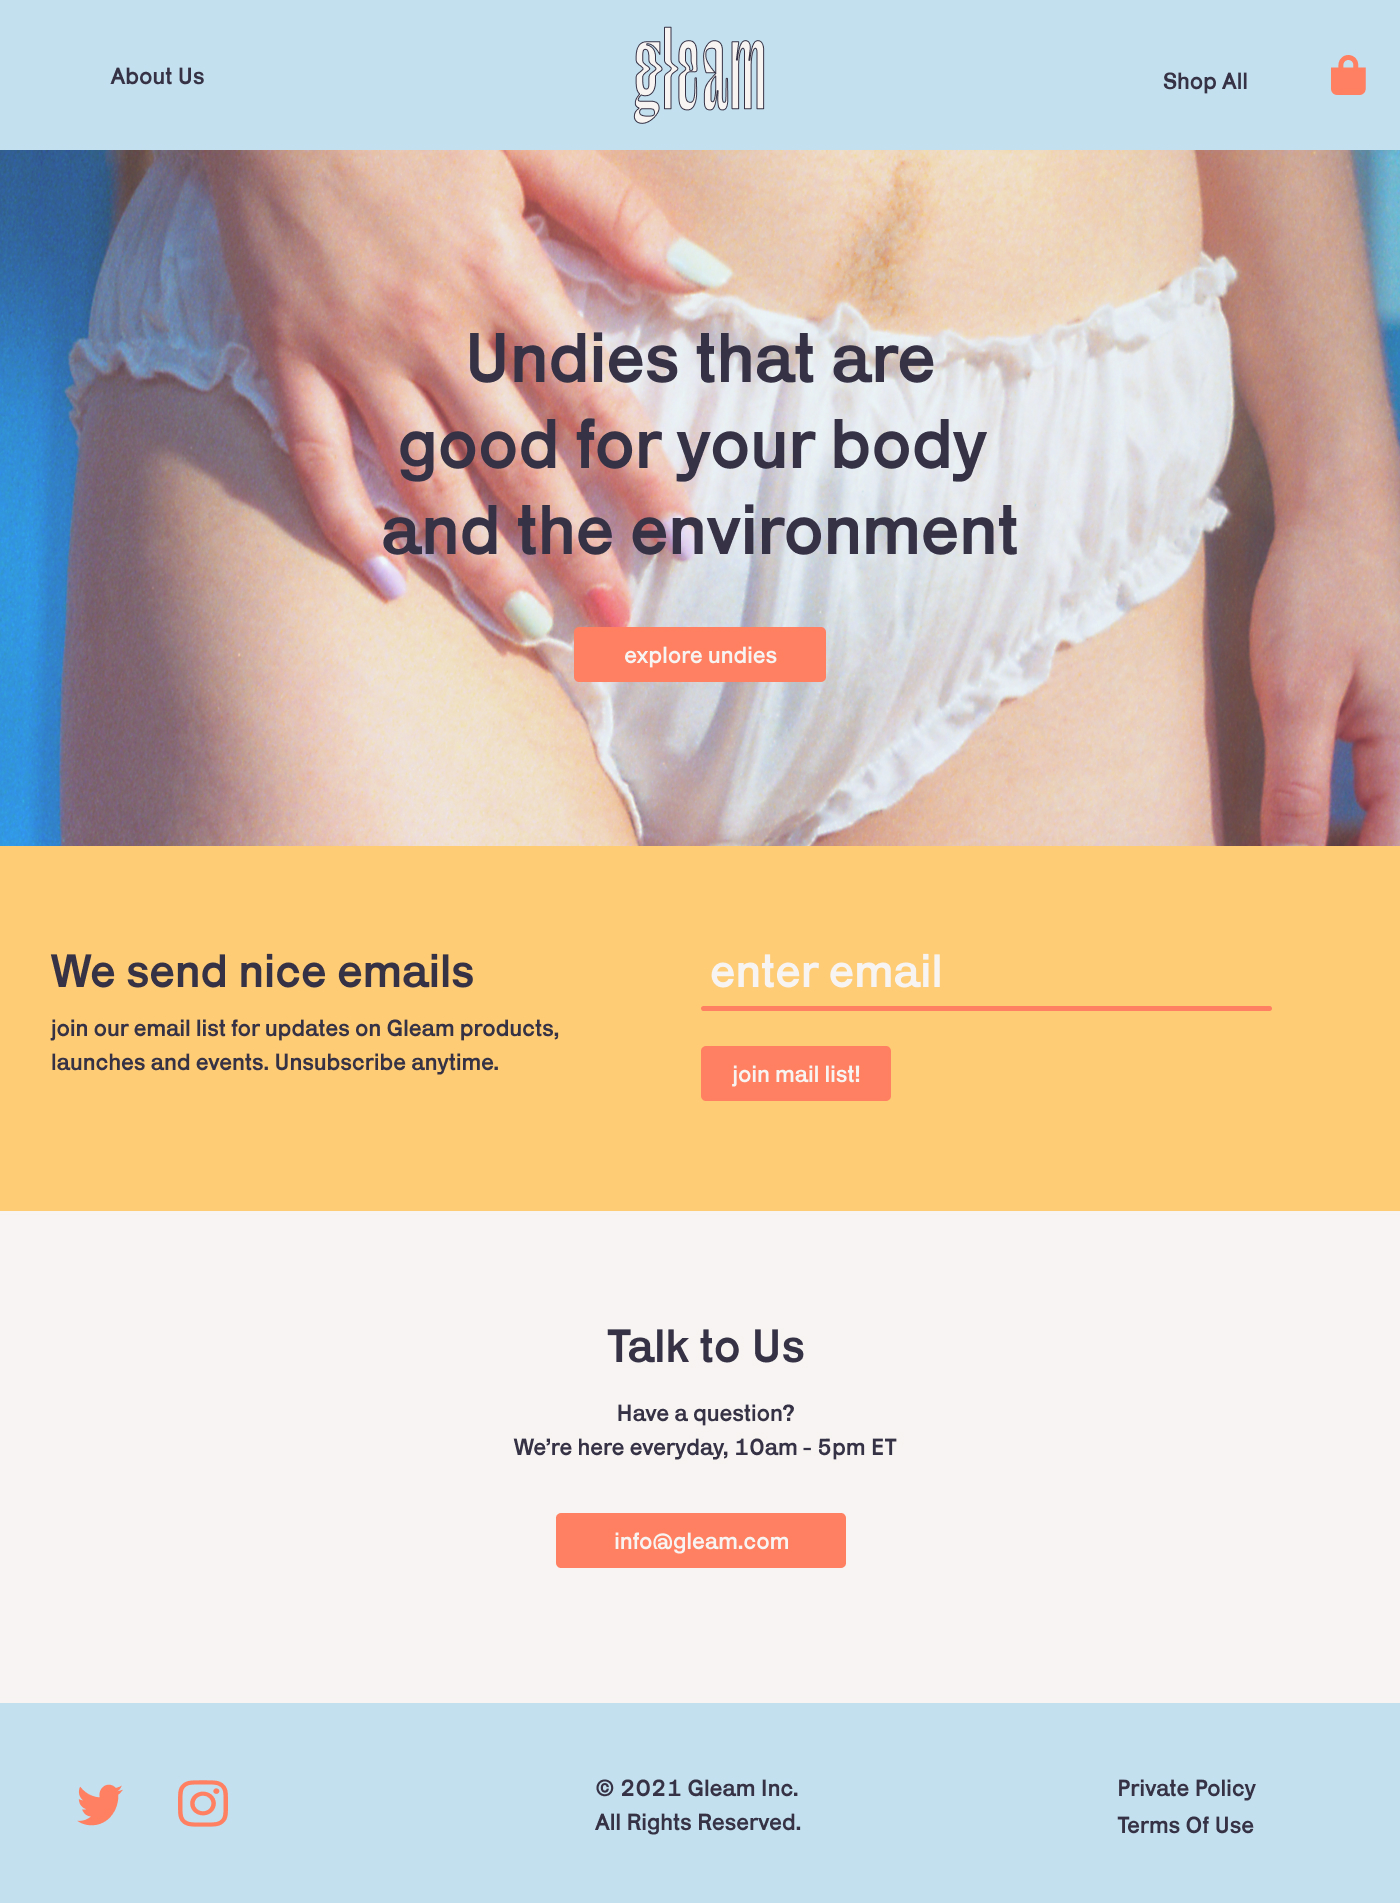 About Us
gleam
Shop All
Undies that are
good for your body
and the environment
explore undies
We send nice emails
join our email list for updates on Gleam products,
launches and events. Unsubscribe anytime.
enter email
join mail list!
Talk to Us
Have a question?
We’re here everyday, 10am - 5pm ET
info@gleam.com
© 2021 Gleam Inc.
All Rights Reserved.
Private Policy
Terms Of Use